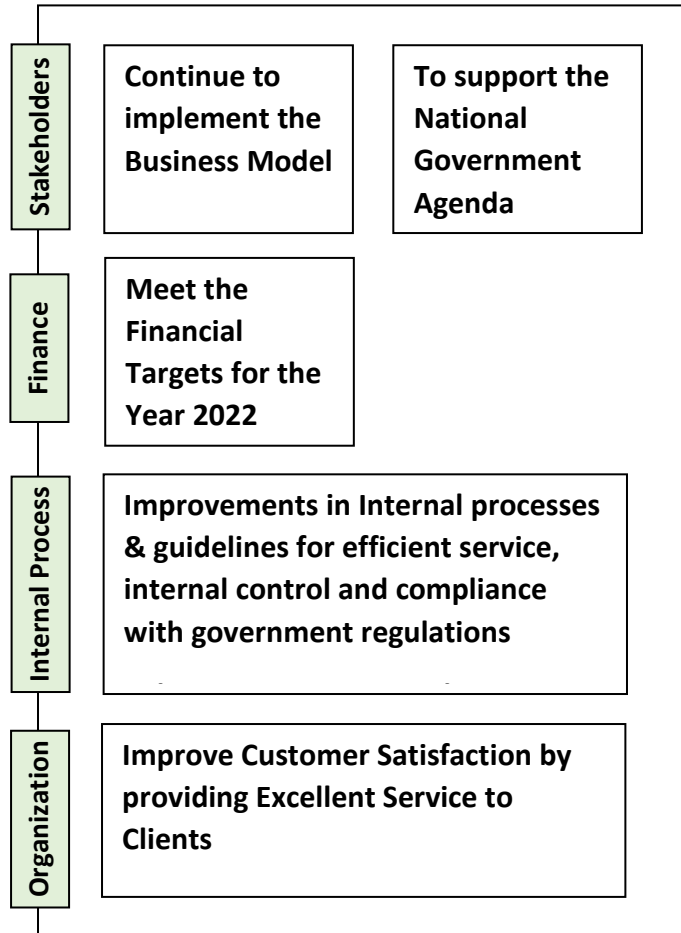 Stakeholders
Continue to
implement the
Business Model
To support the
National
Government
Agenda
Finance
Meet the
Financial
Targets for the
Year 2022
Internal Process
Improvements in Internal processes
& guidelines for efficient service,
internal control and compliance
with government regulations
Organization
Improve Customer Satisfaction by
providing Excellent Service to
Clients